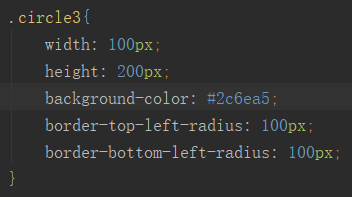 .circle3{
    width: 100px;
    height: 200px;
    background-color: #2c6ea5;
    border-top-left-radius: 100px;
    border-bottom-left-radius: 100px;
}